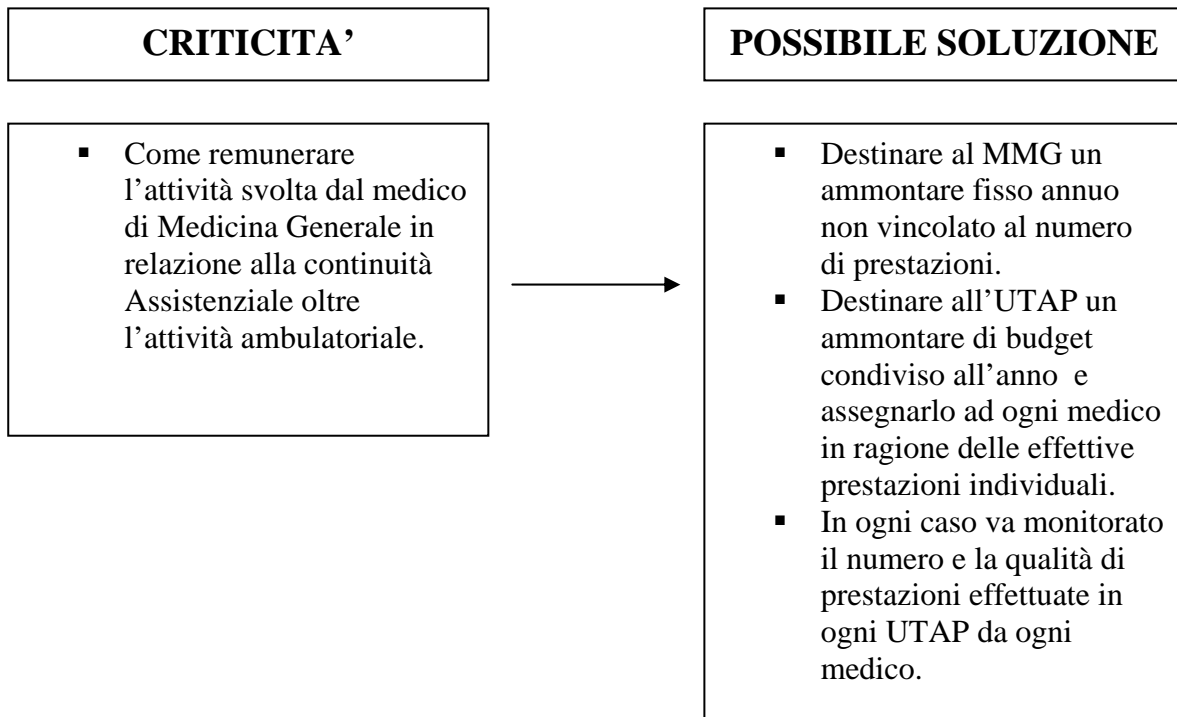 CRITICITA’
POSSIBILE SOLUZIONE
▪ Come remunerare
l’attività svolta dal medico
di Medicina Generale in
relazione alla continuità
Assistenziale oltre
l’attività ambulatoriale.
▪ Destinare al MMG un
ammontare fisso annuo
non vincolato al numero
di prestazioni.
▪ Destinare all’UTAP un
ammontare di budget
condiviso all’anno e
assegnarlo ad ogni medico
in ragione delle effettive
prestazioni individuali.
▪ In ogni caso va monitorato
il numero e la qualità di
prestazioni effettuate in
ogni UTAP da ogni
medico.